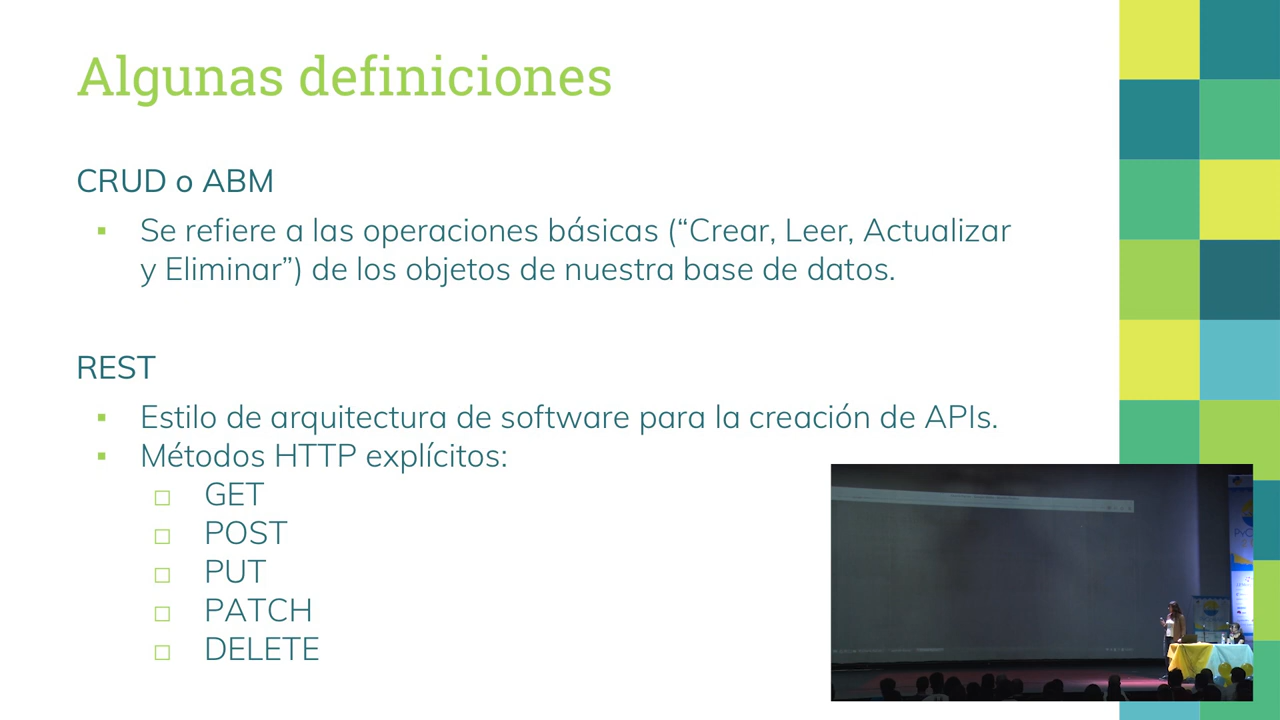 Algunas definiciones
CRUD o ABM
▪ Se refiere a las operaciones básicas (“Crear, Leer, Actualizar
y Eliminar”) de los objetos de nuestra base de datos.
REST
▪ Estilo de arquitectura de software para la creación de APIs.
▪ Métodos HTTP explícitos:
□ GET
□ POST
□ PUT
□ PATCH
□ DELETE